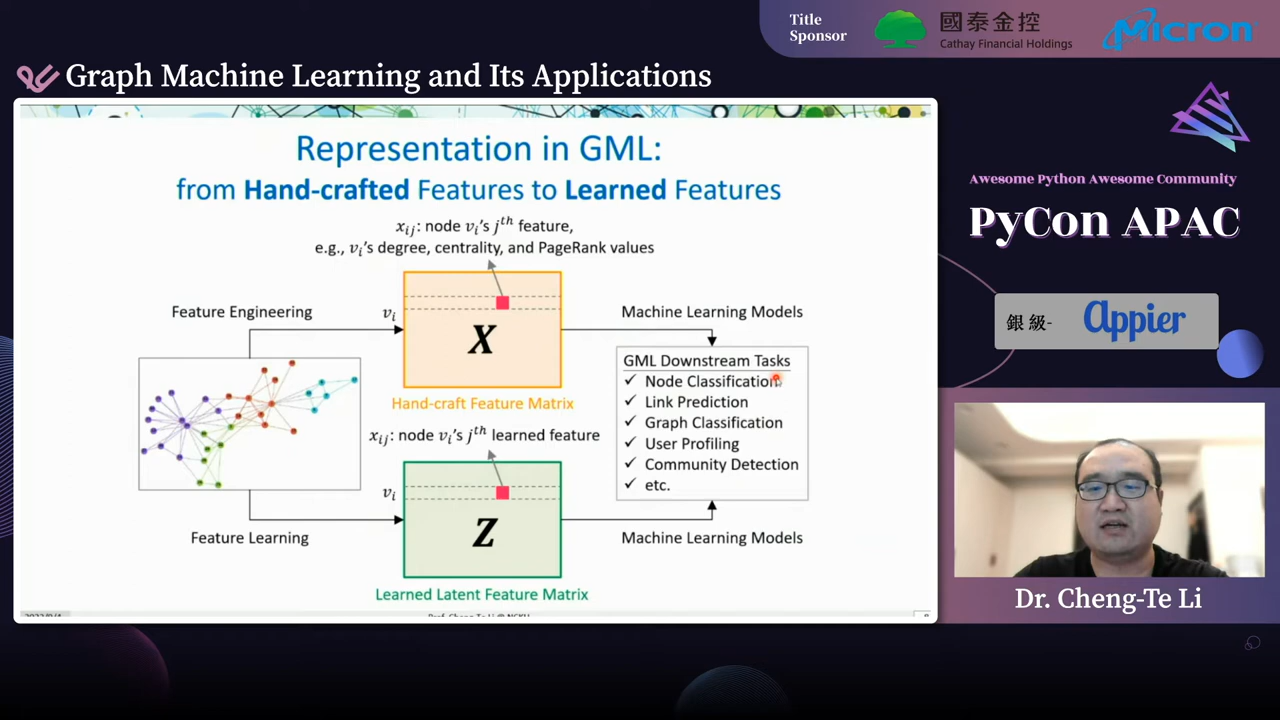 Title
Sponsor
國泰金控
Cathay Financial Holdings
Micron
Graph Machine Learning and Its Applications
Representation in GML:
from Hand-crafted Features to Learned Features
x_{ij}: node v_i's j^{th} feature,
e.g., v_i's degree, centrality, and PageRank values
Feature Engineering
v_i
X
Machine Learning Models
Hand-craft Feature Matrix
GML Downstream Tasks
✓ Node Classification
✓ Link Prediction
✓ Graph Classification
✓ User Profiling
✓ Community Detection
✓ etc.
x_{ij}: node v_i's j^{th} learned feature
v_i
Z
Feature Learning
Machine Learning Models
Learned Latent Feature Matrix
Awesome Python Awesome Community
PyCon APAC
銀級-
appier
Dr. Cheng-Te Li